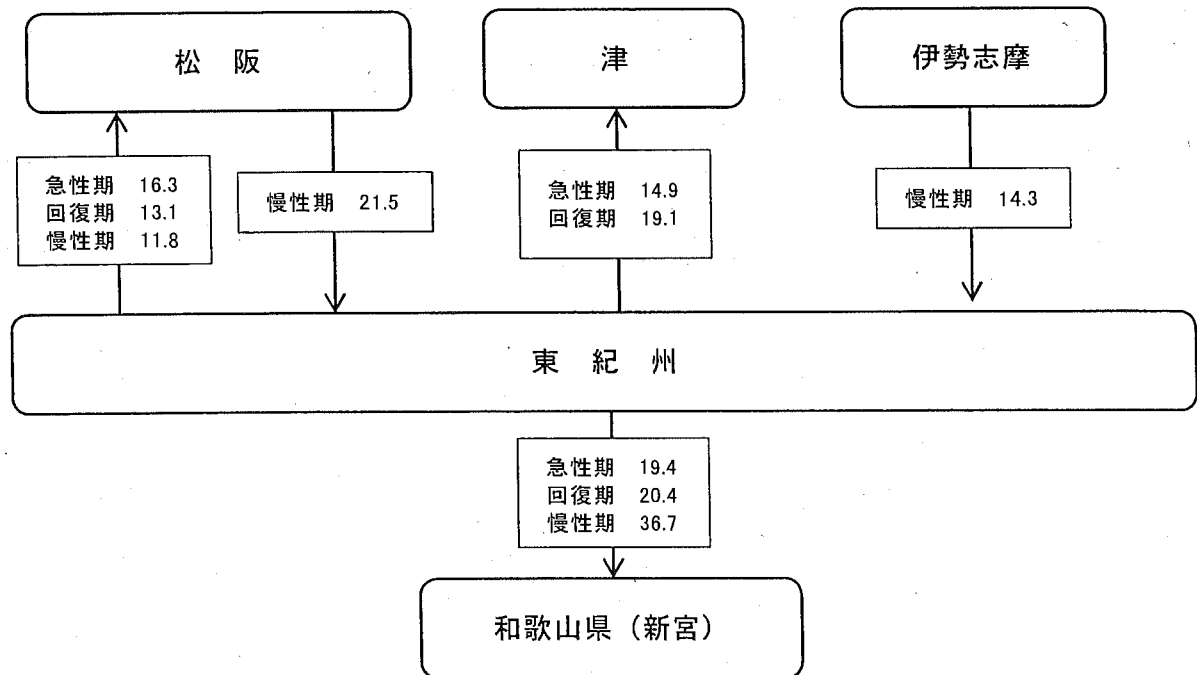 松　阪
津
伊勢志摩
急性期　16.3
回復期　13.1
慢性期　11.8
慢性期　21.5
急性期　14.9
回復期　19.1
慢性期　14.3
東　紀　州
急性期　19.4
回復期　20.4
慢性期　36.7
和歌山県（新宮）